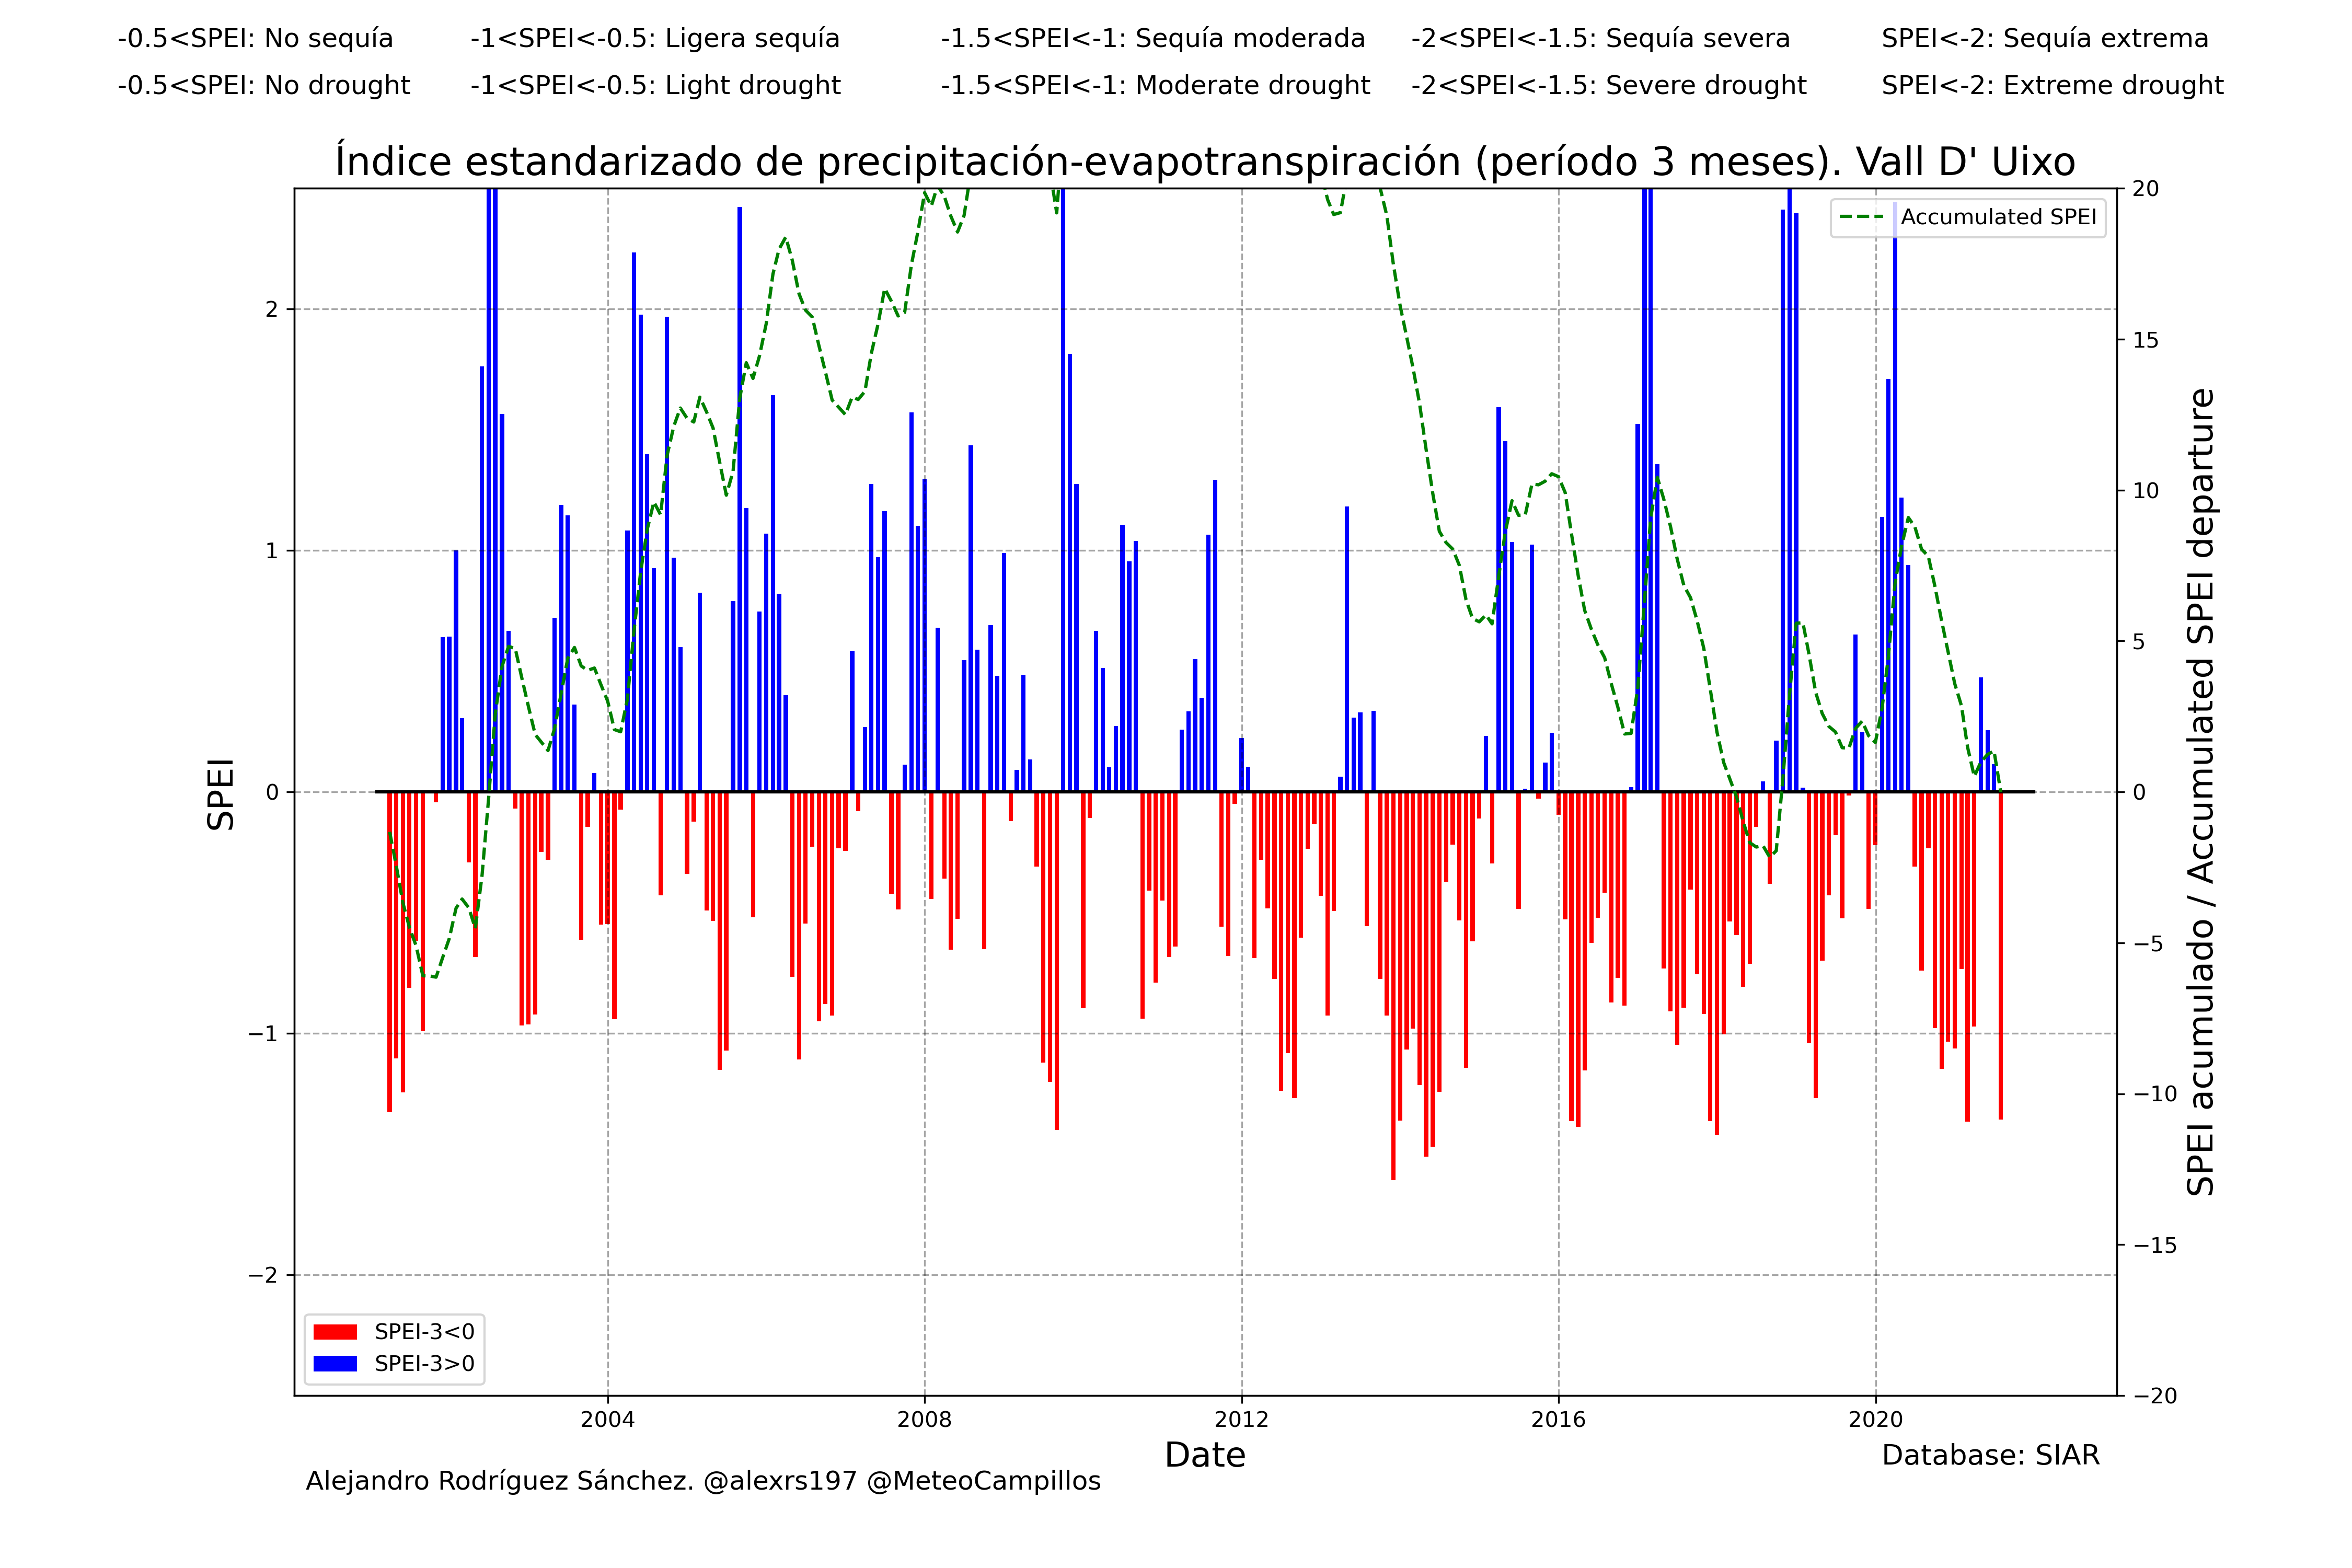 -0.5<SPEI: No sequía -1<SPEI<-0.5: Ligera sequía -1.5<SPEI<-1: Sequía moderada -2<SPEI<-1.5: Sequía severa SPEI<-2: Sequía extrema
-0.5<SPEI: No drought -1<SPEI<-0.5: Light drought -1.5<SPEI<-1: Moderate drought -2<SPEI<-1.5: Severe drought SPEI<-2: Extreme drought
Índice estandarizado de precipitación-evapotranspiración (período 3 meses). Vall D' Uixo
Accumulated SPEI
SPEI
2
1
0
−1
−2
20
15
10
5
0
−5
−10
−15
−20
SPEI acumulado / Accumulated SPEI departure
SPEI-3<0
SPEI-3>0
2004 2008 2012 2016 2020
Date
Database: SIAR
Alejandro Rodríguez Sánchez. @alexrs197 @MeteoCampillos